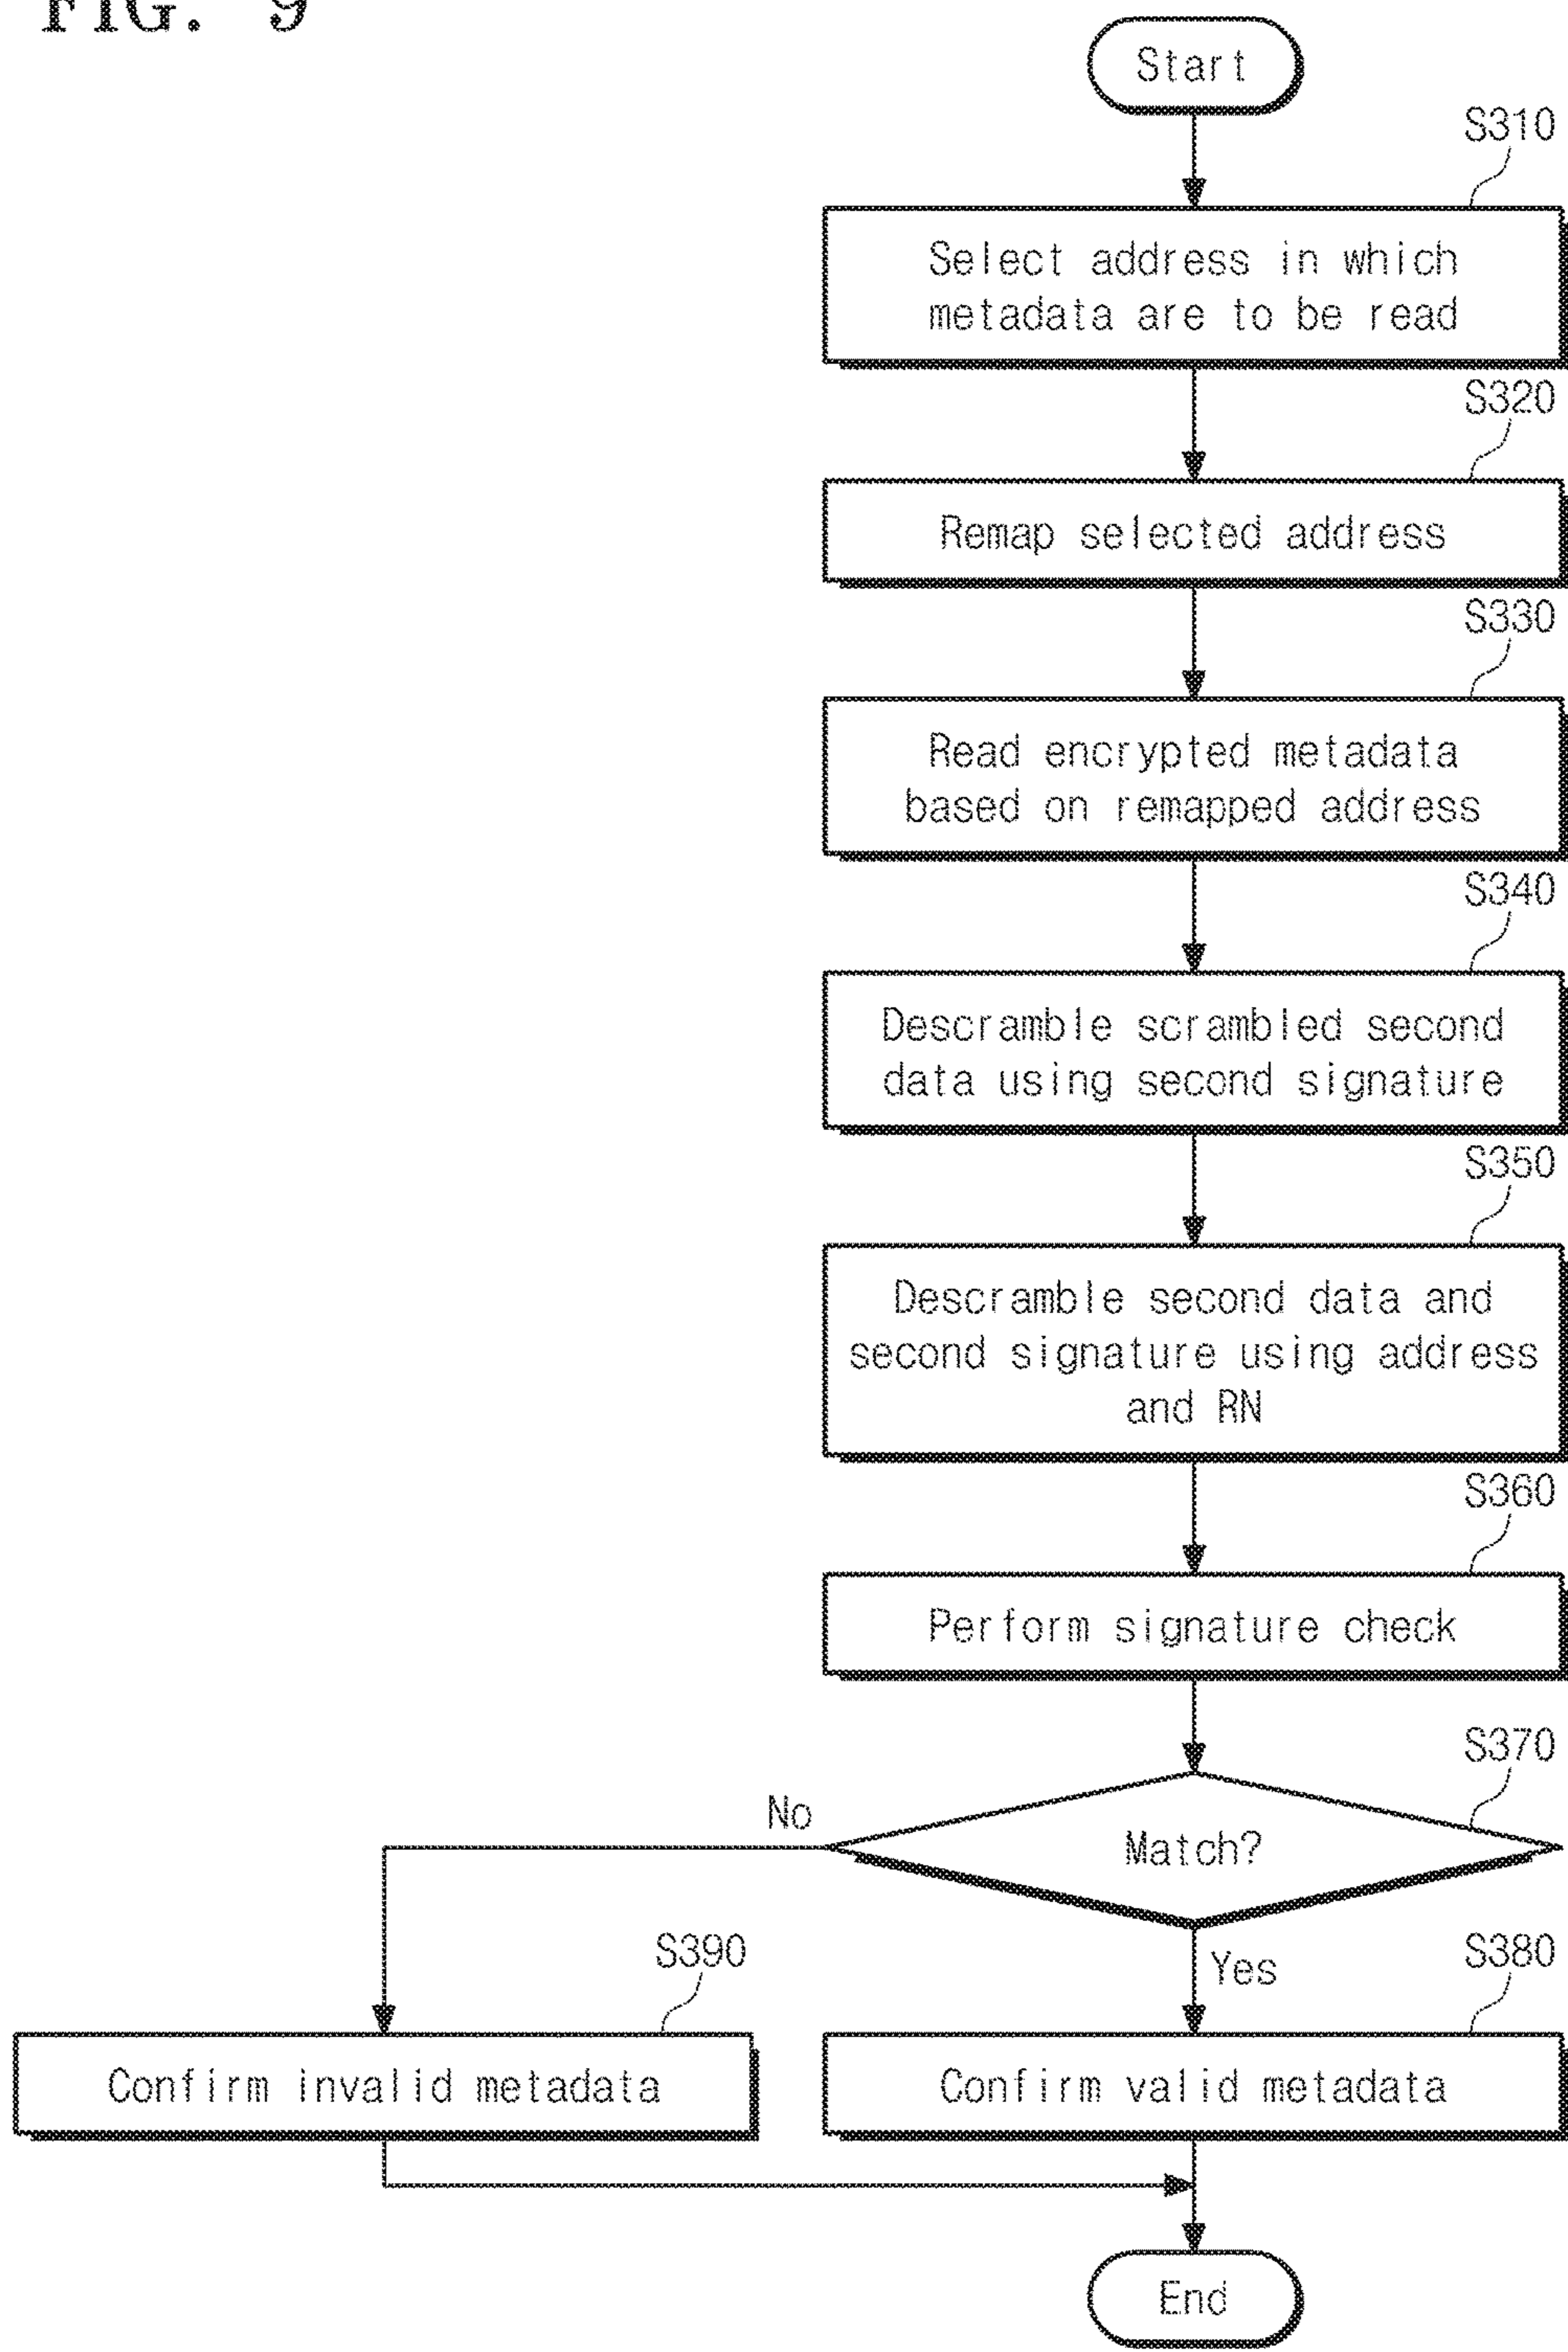 FIG. 9
Start
S310
Select address in which
metadata are to be read
S320
Remap selected address
S330
Read encrypted metadata
based on remapped address
S340
Descramble scrambled second
data using second signature
S350
Descramble second data and
second signature using address
and RN
S360
Perform signature check
S370
Match?
No
Yes
S390
Confirm invalid metadata
S380
Confirm valid metadata
End